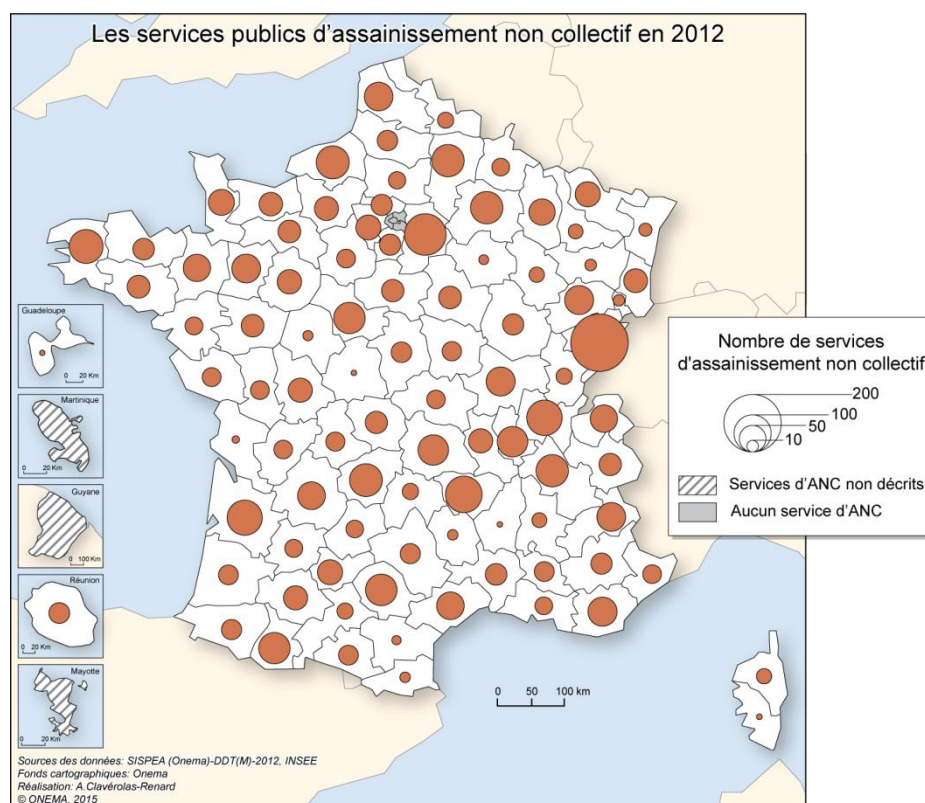 Les services publics d'assainissement non collectif en 2012
Guadeloupe
0 20 Km
Martinique
0 20 Km
Guyane
0 100 Km
Réunion
0 20 Km
Mayotte
0 20 Km
Nombre de services
d'assainissement non collectif
200
100
50
10
Services d'ANC non décrits
Aucun service d'ANC
0 50 100 km
Sources des données: SISPEA (Onema)-DDT(M)-2012, INSEE
Fonds cartographiques: Onema
Réalisation: A.Clavérolas-Renard
© ONEMA, 2015